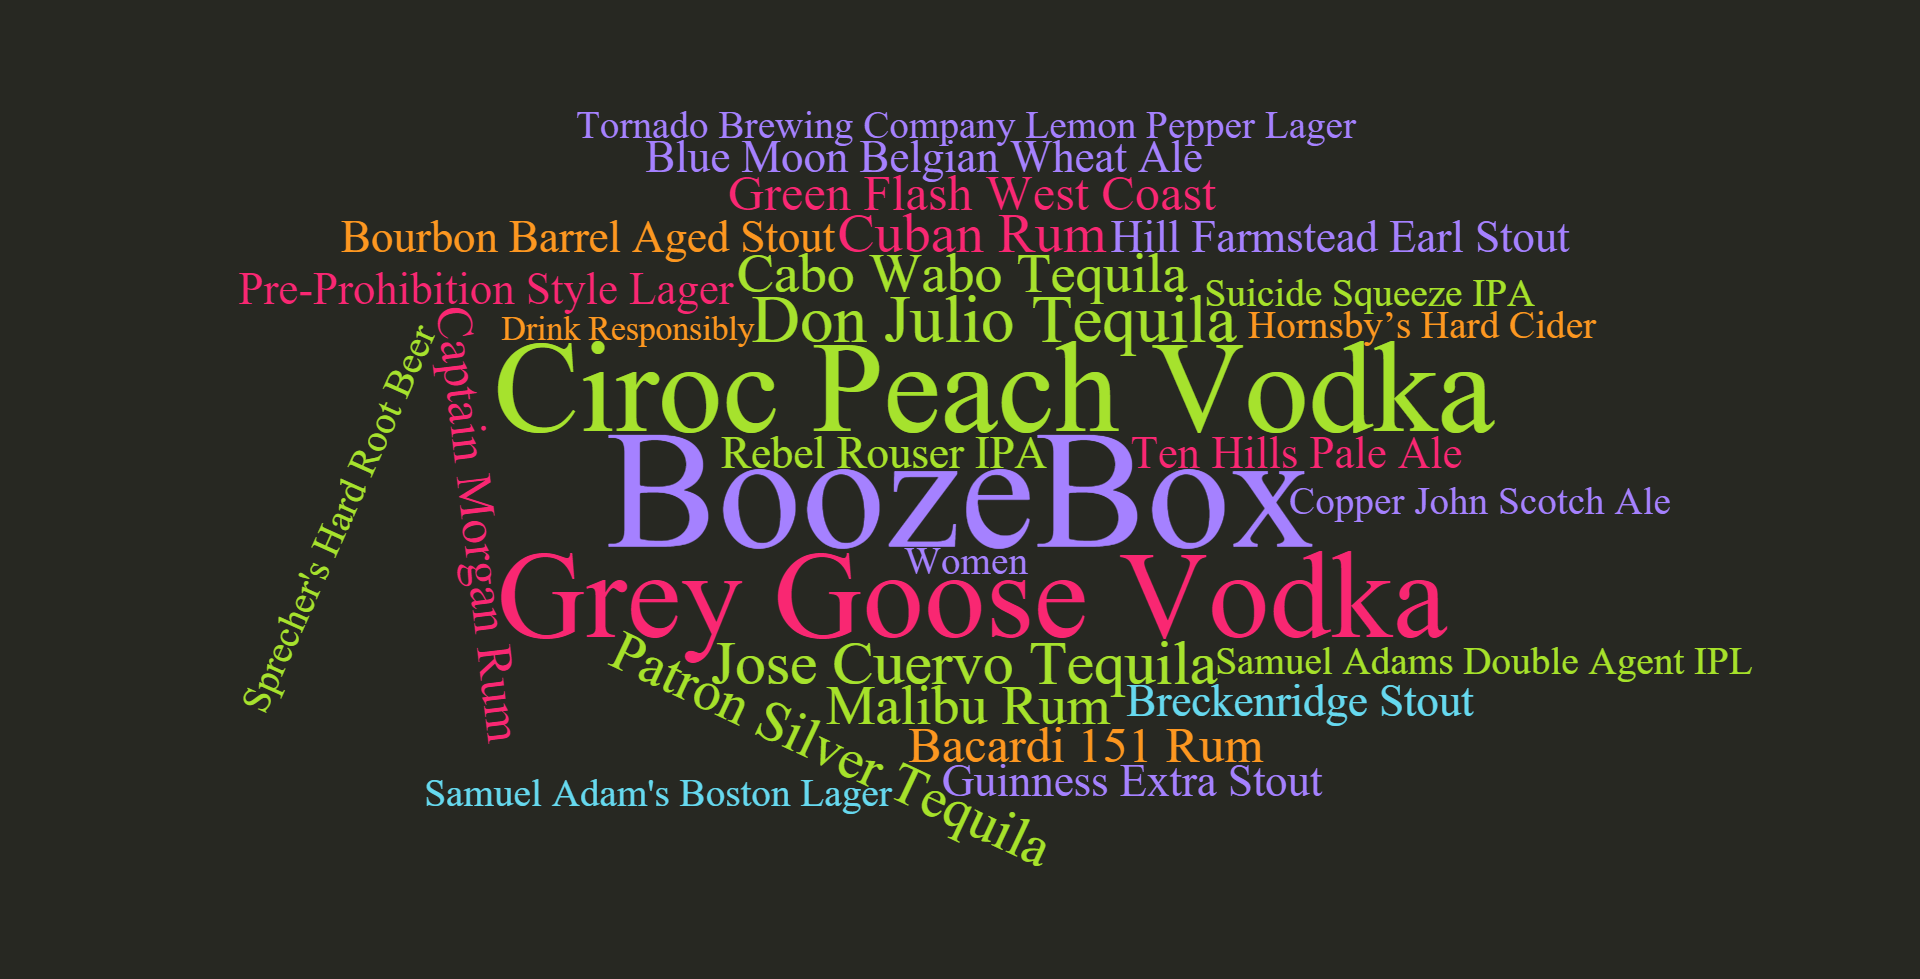 Tornado Brewing Company Lemon Pepper Lager
Blue Moon Belgian Wheat Ale
Green Flash West Coast
Bourbon Barrel Aged Stout
Cuban Rum
Hill Farmstead Earl Stout
Pre-Prohibition Style Lager
Cabo Wabo Tequila
Suicide Squeeze IPA
Drink Responsibly
Don Julio Tequila
Hornsby’s Hard Cider
Sprecher's Hard Root Beer
Captain Morgan Rum
Ciroc Peach Vodka
Rebel Rouser IPA
Ten Hills Pale Ale
BoozeBox
Copper John Scotch Ale
Women
Grey Goose Vodka
Patron Silver Tequila
Jose Cuervo Tequila
Samuel Adams Double Agent IPL
Malibu Rum
Breckenridge Stout
Bacardi 151 Rum
Samuel Adam's Boston Lager
Guinness Extra Stout